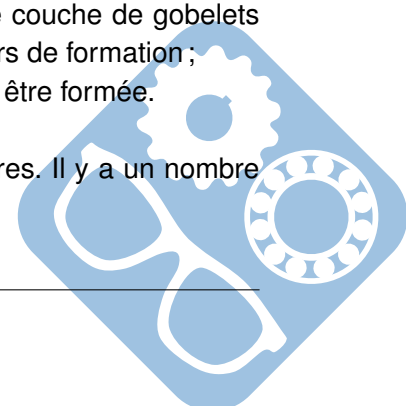 couche de gobelets
rs de formation ;
être formée.
res. Il y a un nombre